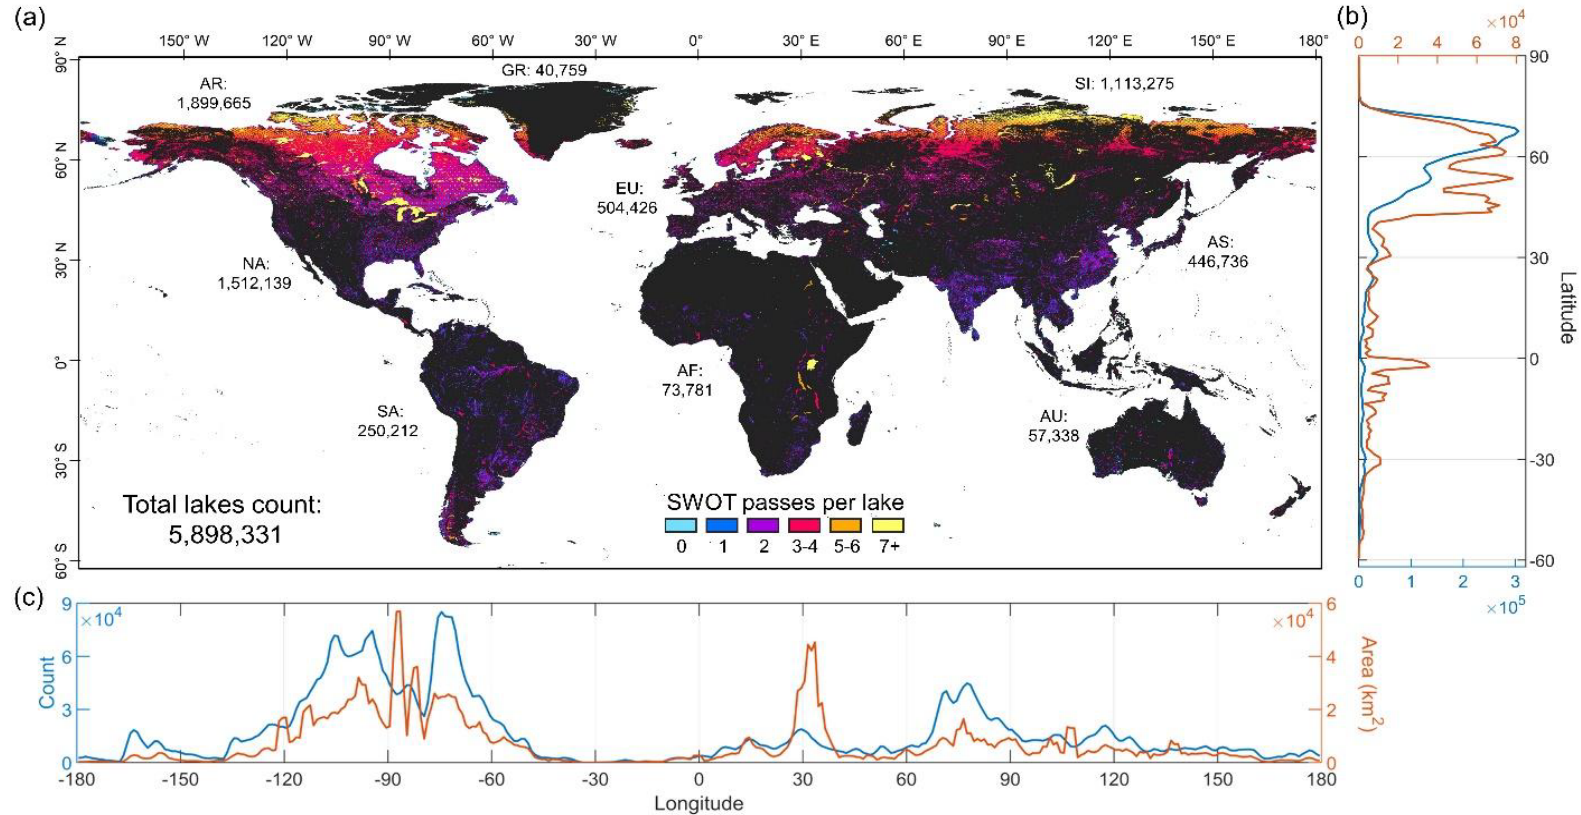 (a)
150° W 120° W 90° W 60° W 30° W 0° 30° E 60° E 90° E 120° E 150° E 180°
90° N
60° N
30° N
0°
30° S
60° S
AR:
1,899,665
GR: 40,759
SI: 1,113,275
EU:
504,426
NA:
1,512,139
AS:
446,736
AF:
73,781
SA:
250,212
AU:
57,338
Total lakes count:
5,898,331
SWOT passes per lake
0 1 2 3-4 5-6 7+
(b)
×10⁴
0 2 4 6 8
90
60
30
0
-30
-60
Latitude
0 1 2 3
×10⁵
(c)
9
6
3
0
×10⁴
Count
×10⁴
6
4
2
0
Area (km²)
-180 -150 -120 -90 -60 -30 0 30 60 90 120 150 180
Longitude